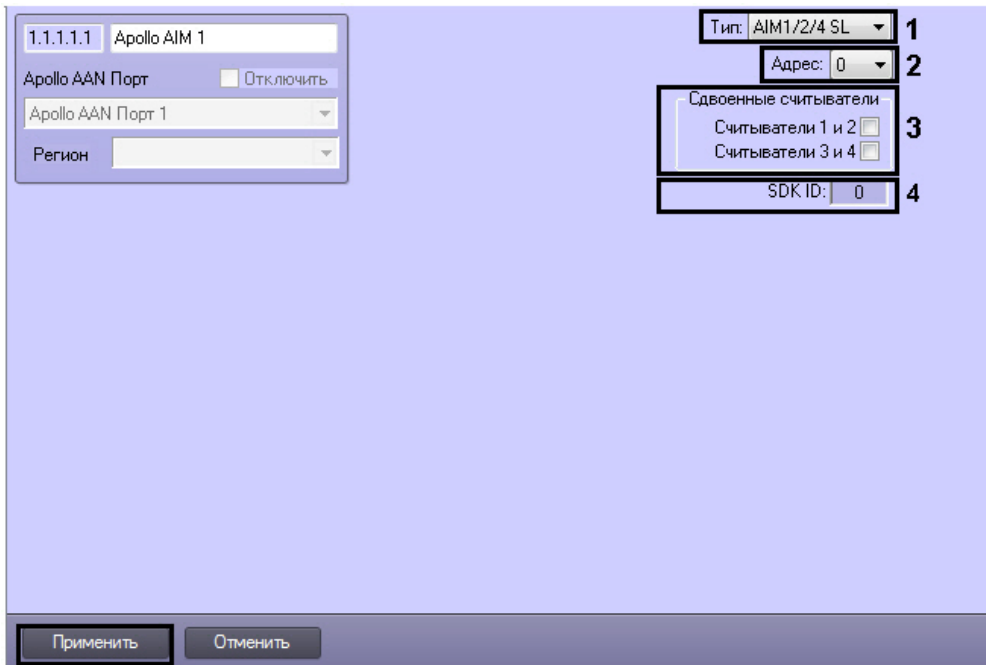 1.1.1.1.1 Apollo AIM 1
Apollo AAN Порт Отключить
Apollo AAN Порт 1
Регион
Тип: AIM1/2/4 SL 1
Адрес: 0 2
Сдвоенные считыватели
Считыватели 1 и 2 3
Считыватели 3 и 4
SDK ID: 0 4
Применить Отменить